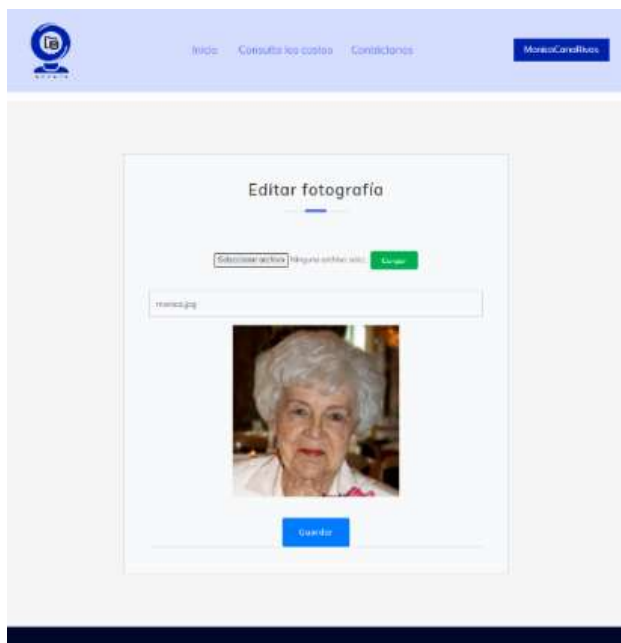 Inicio Consulta los costos Condiciones MonicaCanalRivas
Editar fotografía
Seleccionar archivo Ninguno archivo selec. Cargar
monica.jpg
Guardar